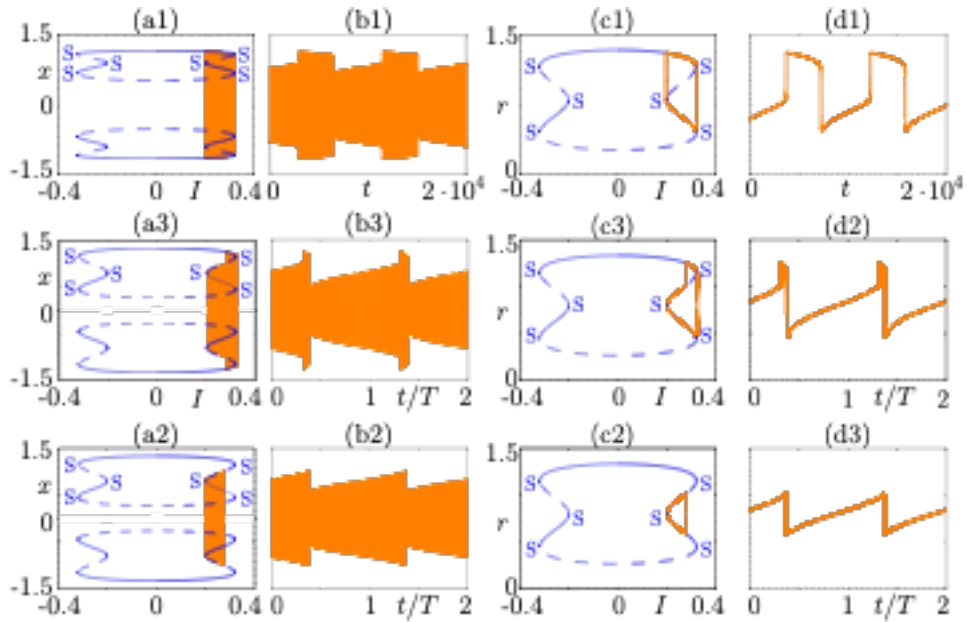 (a1) (b1) (c1) (d1)
1.5 S S 1.5
x S S S S
S S S S
0 r S
S
-1.5 0
-0.4 0 I 0.4 0 t 2·10⁴ -0.4 0 I 0.4 0 t 2·10⁴
(a3) (b3) (c3) (d2)
1.5 S S 1.5
x S S S S
S S S S
0 r S S
-1.5 0
-0.4 0 I 0.4 0 1 t/T 2 -0.4 0 I 0.4 0 1 t/T 2
(a2) (b2) (c2) (d3)
1.5 S S 1.5
x S S S S
S S S
0 r S S
-1.5 0
-0.4 0 0.4 0 1 t/T 2 -0.4 0 I 0.4 0 1 t/T 2